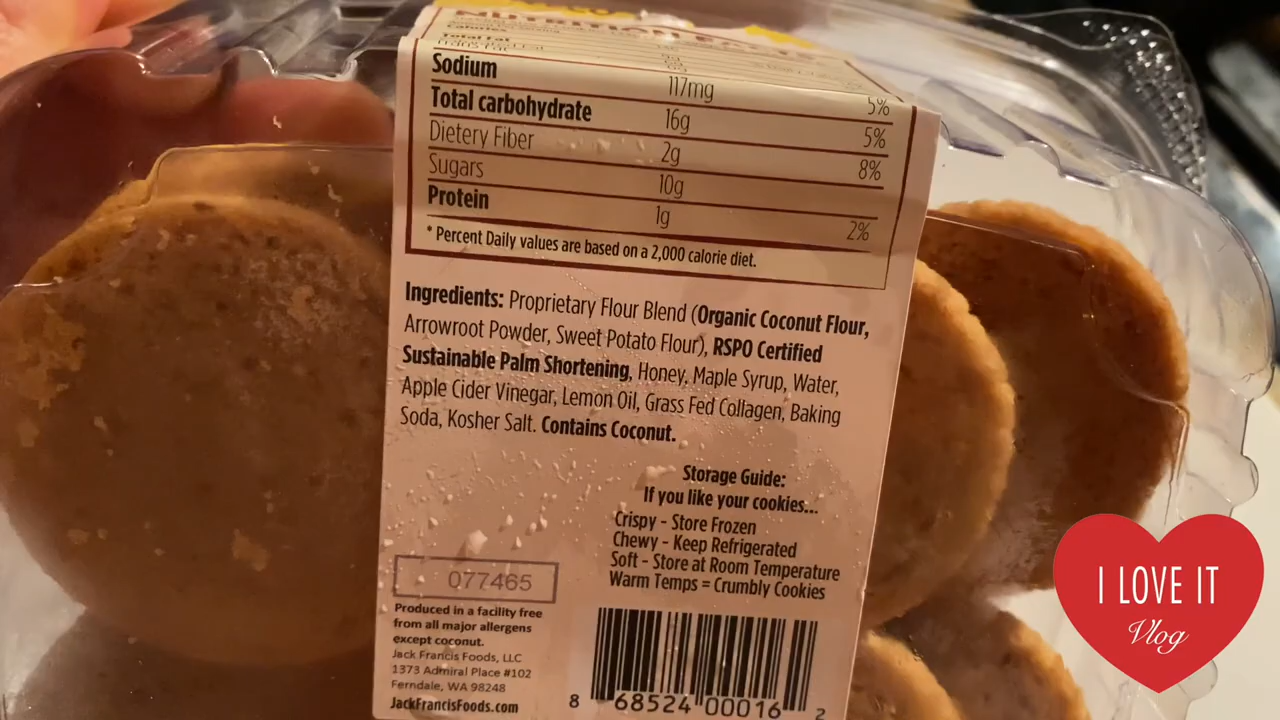 NUTRITION FACTS
Calories
Total Fat
Sodium 117mg 5%
Total carbohydrate 16g 5%
Dietery Fiber 2g 8%
Sugars 10g
Protein 1g 2%
* Percent Daily values are based on a 2,000 calorie diet.
Ingredients: Proprietary Flour Blend (Organic Coconut Flour,
Arrowroot Powder, Sweet Potato Flour), RSPO Certified
Sustainable Palm Shortening, Honey, Maple Syrup, Water,
Apple Cider Vinegar, Lemon Oil, Grass Fed Collagen, Baking
Soda, Kosher Salt. Contains Coconut.
Storage Guide:
If you like your cookies...
Crispy - Store Frozen
Chewy - Keep Refrigerated
Soft - Store at Room Temperature
Warm Temps = Crumbly Cookies
077465
Produced in a facility free
from all major allergens
except coconut.
Jack Francis Foods, LLC
1373 Admiral Place #102
Ferndale, WA 98248
JackFrancisFoods.com
8 68524 00016 2
I LOVE IT
Vlog